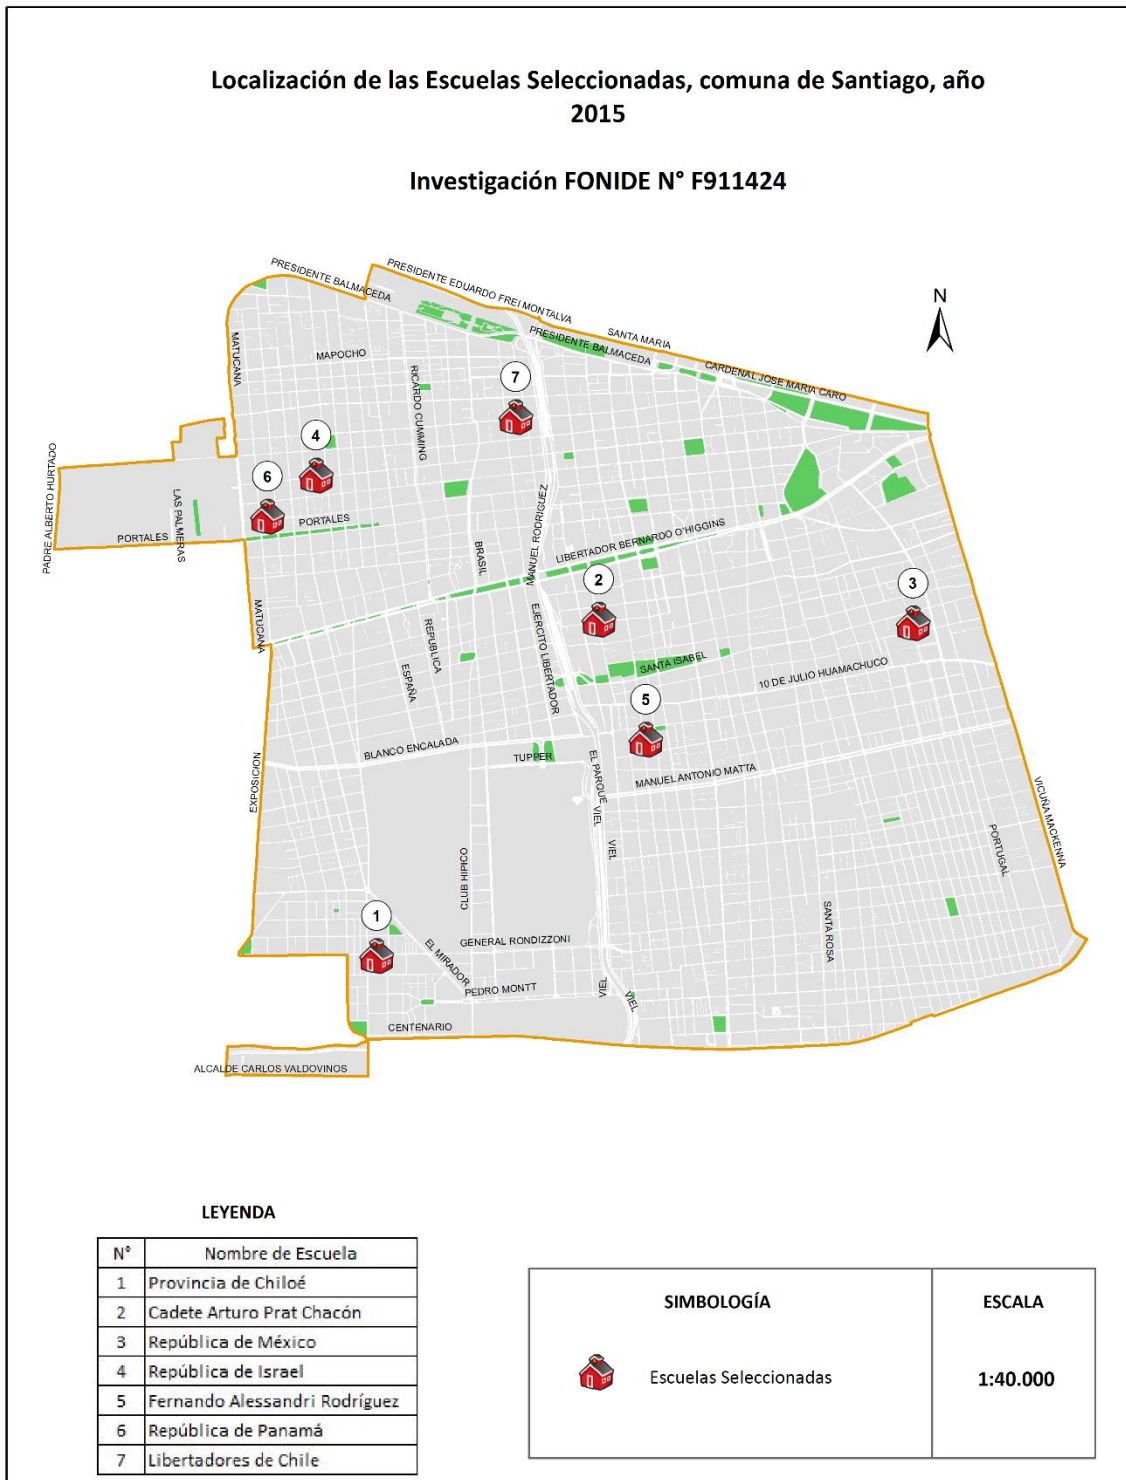 Localización de las Escuelas Seleccionadas, comuna de Santiago, año
2015
Investigación FONIDE N° F911424
PRESIDENTE BALMACEDA
PRESIDENTE EDUARDO FREI MONTALVA
SANTA MARIA
PRESIDENTE BALMACEDA
CARDENAL JOSE MARIA CARO
N
MATUCANA
MAPOCHO
RICARDO CUMMING
7
4
6
PADRE ALBERTO HURTADO
LAS PALMERAS
PORTALES
PORTALES
BRASIL
MANUEL RODRIGUEZ
LIBERTADOR BERNARDO O'HIGGINS
2
3
MATUCANA
REPUBLICA
ESPAÑA
EJERCITO LIBERTADOR
SANTA ISABEL
10 DE JULIO HUAMACHUCO
5
BLANCO ENCALADA
TUPPER
EL PARQUE
MANUEL ANTONIO MATTA
EXPOSICION
VIEL
VIEL
VICUÑA MACKENNA
PORTUGAL
CLUB HIPICO
SANTA ROSA
1
EL MIRADOR
GENERAL RONDIZZONI
PEDRO MONTT
VIEL
VIEL
CENTENARIO
ALCALDE CARLOS VALDOVINOS
LEYENDA
N° Nombre de Escuela
1 Provincia de Chiloé
2 Cadete Arturo Prat Chacón
3 República de México
4 República de Israel
5 Fernando Alessandri Rodríguez
6 República de Panamá
7 Libertadores de Chile
SIMBOLOGÍA
ESCALA
Escuelas Seleccionadas
1:40.000